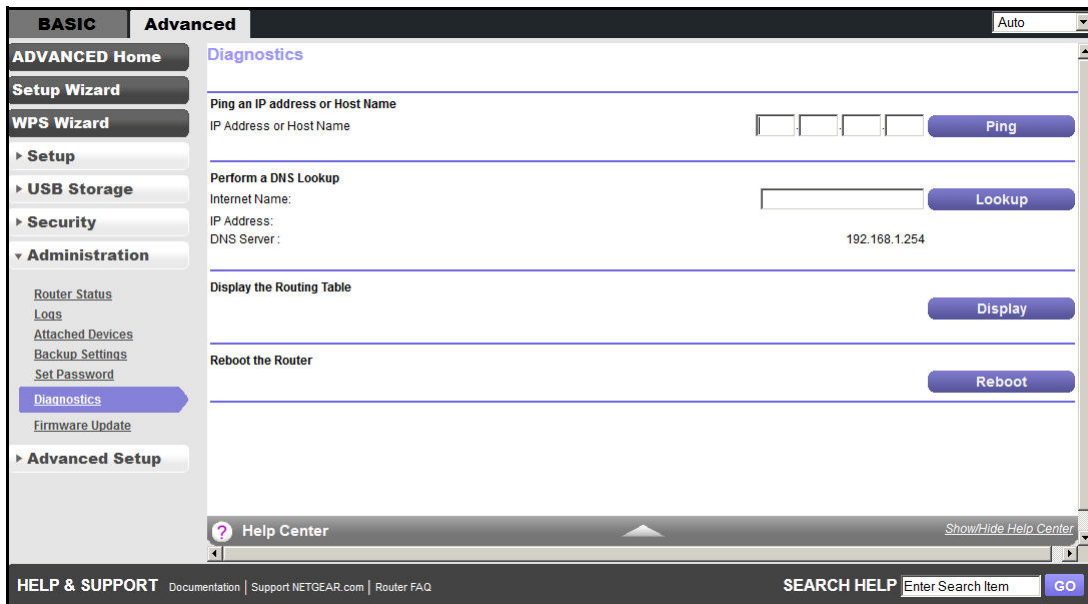 BASIC Advanced Auto
ADVANCED Home
Setup Wizard
WPS Wizard
Setup
USB Storage
Security
Administration
Router Status
Logs
Attached Devices
Backup Settings
Set Password
Diagnostics
Firmware Update
Advanced Setup
Diagnostics
Ping an IP address or Host Name
IP Address or Host Name . . . Ping
Perform a DNS Lookup
Internet Name: Lookup
IP Address:
DNS Server : 192.168.1.254
Display the Routing Table
Display
Reboot the Router
Reboot
? Help Center Show/Hide Help Center
HELP & SUPPORT Documentation | Support NETGEAR.com | Router FAQ SEARCH HELP Enter Search Item GO